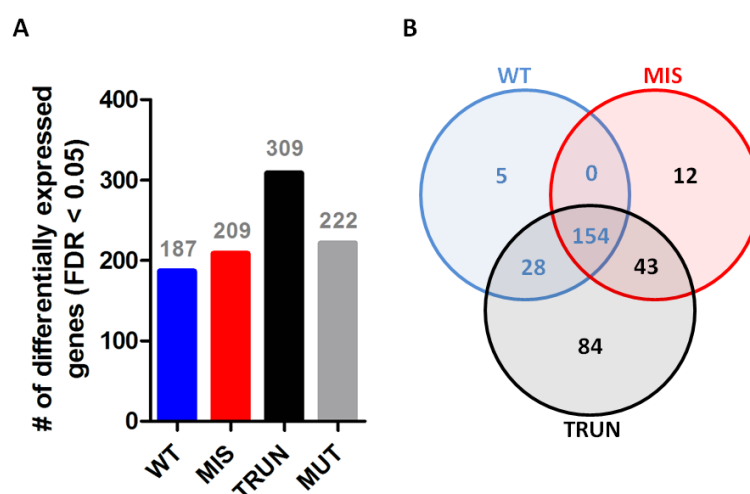 A
# of differentially expressed
genes (FDR < 0.05)
400
300
200
100
0
187
209
309
222
WT
MIS
TRUN
MUT
B
WT
MIS
5
0
12
154
28
43
84
TRUN